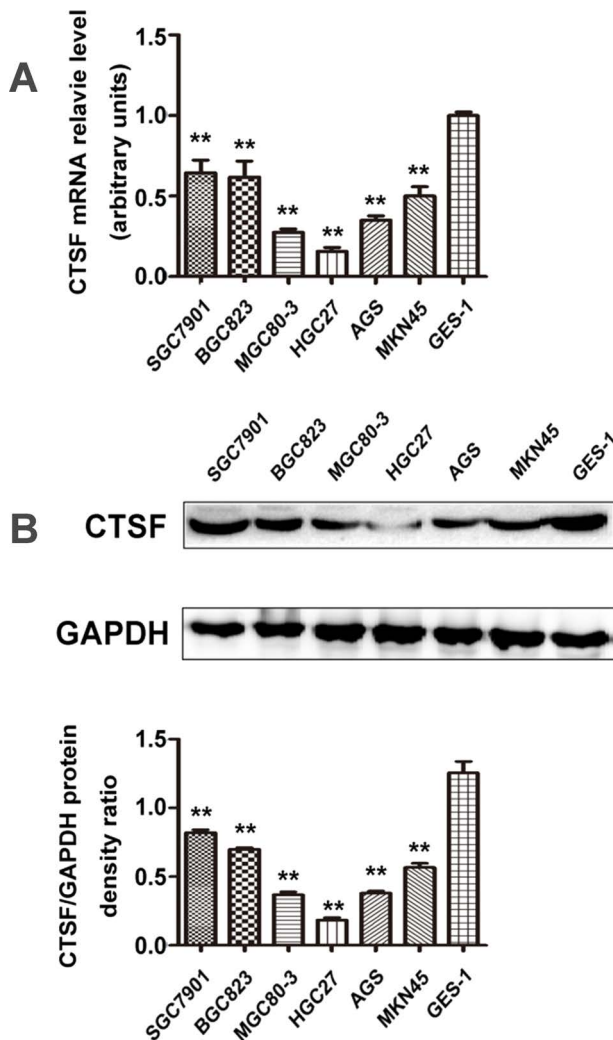 A
CTSF mRNA relavie level
(arbitrary units)
1.5
1.0
0.5
0.0
** ** ** ** ** **
SGC7901 BGC823 MGC80-3 HGC27 AGS MKN45 GES-1
B
SGC7901 BGC823 MGC80-3 HGC27 AGS MKN45 GES-1
CTSF
GAPDH
CTSF/GAPDH protein
density ratio
1.5
1.0
0.5
0.0
** ** ** ** ** **
SGC7901 BGC823 MGC80-3 HGC27 AGS MKN45 GES-1